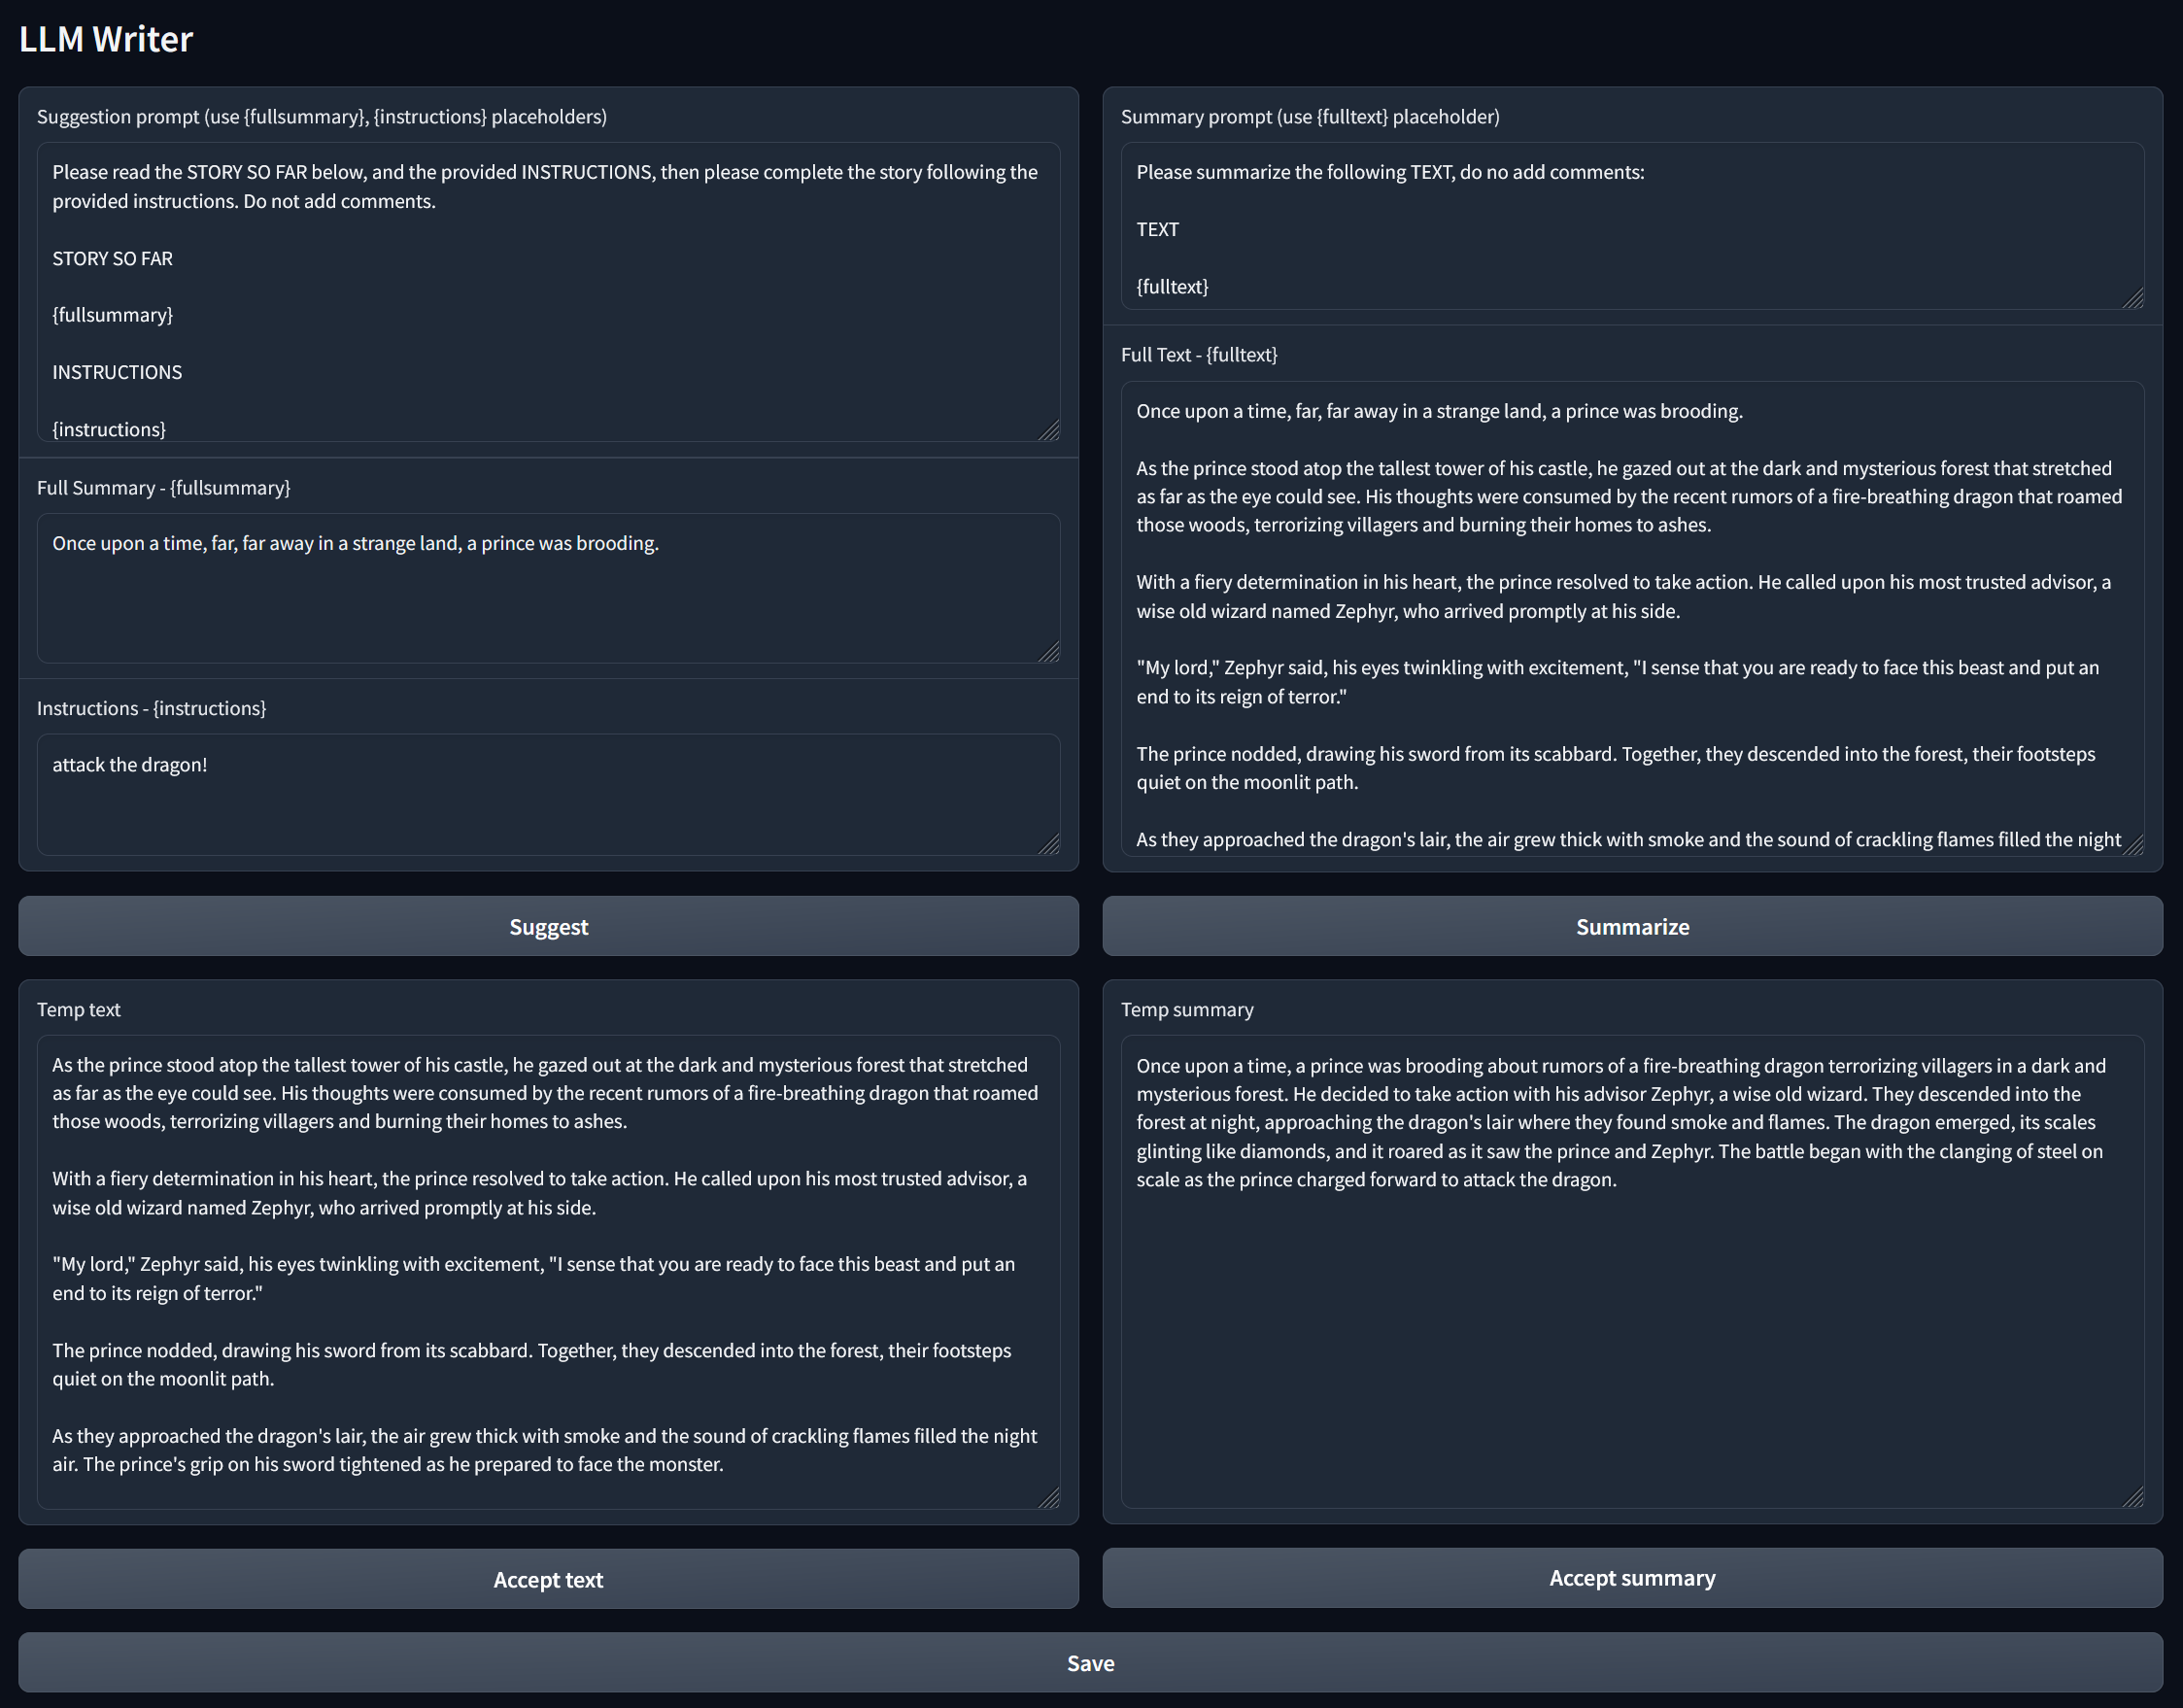 LLM Writer
Suggestion prompt (use {fullsummary}, {instructions} placeholders)
Please read the STORY SO FAR below, and the provided INSTRUCTIONS, then please complete the story following the
provided instructions. Do not add comments.
STORY SO FAR
{fullsummary}
INSTRUCTIONS
{instructions}
Full Summary - {fullsummary}
Once upon a time, far, far away in a strange land, a prince was brooding.
Instructions - {instructions}
attack the dragon!
Suggest
Temp text
As the prince stood atop the tallest tower of his castle, he gazed out at the dark and mysterious forest that stretched
as far as the eye could see. His thoughts were consumed by the recent rumors of a fire-breathing dragon that roamed
those woods, terrorizing villagers and burning their homes to ashes.
With a fiery determination in his heart, the prince resolved to take action. He called upon his most trusted advisor, a
wise old wizard named Zephyr, who arrived promptly at his side.
"My lord," Zephyr said, his eyes twinkling with excitement, "I sense that you are ready to face this beast and put an
end to its reign of terror."
The prince nodded, drawing his sword from its scabbard. Together, they descended into the forest, their footsteps
quiet on the moonlit path.
As they approached the dragon's lair, the air grew thick with smoke and the sound of crackling flames filled the night
air. The prince's grip on his sword tightened as he prepared to face the monster.
Accept text
Summary prompt (use {fulltext} placeholder)
Please summarize the following TEXT, do no add comments:
TEXT
{fulltext}
Full Text - {fulltext}
Once upon a time, far, far away in a strange land, a prince was brooding.
As the prince stood atop the tallest tower of his castle, he gazed out at the dark and mysterious forest that stretched
as far as the eye could see. His thoughts were consumed by the recent rumors of a fire-breathing dragon that roamed
those woods, terrorizing villagers and burning their homes to ashes.
With a fiery determination in his heart, the prince resolved to take action. He called upon his most trusted advisor, a
wise old wizard named Zephyr, who arrived promptly at his side.
"My lord," Zephyr said, his eyes twinkling with excitement, "I sense that you are ready to face this beast and put an
end to its reign of terror."
The prince nodded, drawing his sword from its scabbard. Together, they descended into the forest, their footsteps
quiet on the moonlit path.
As they approached the dragon's lair, the air grew thick with smoke and the sound of crackling flames filled the night
Summarize
Temp summary
Once upon a time, a prince was brooding about rumors of a fire-breathing dragon terrorizing villagers in a dark and
mysterious forest. He decided to take action with his advisor Zephyr, a wise old wizard. They descended into the
forest at night, approaching the dragon's lair where they found smoke and flames. The dragon emerged, its scales
glinting like diamonds, and it roared as it saw the prince and Zephyr. The battle began with the clanging of steel on
scale as the prince charged forward to attack the dragon.
Accept summary
Save